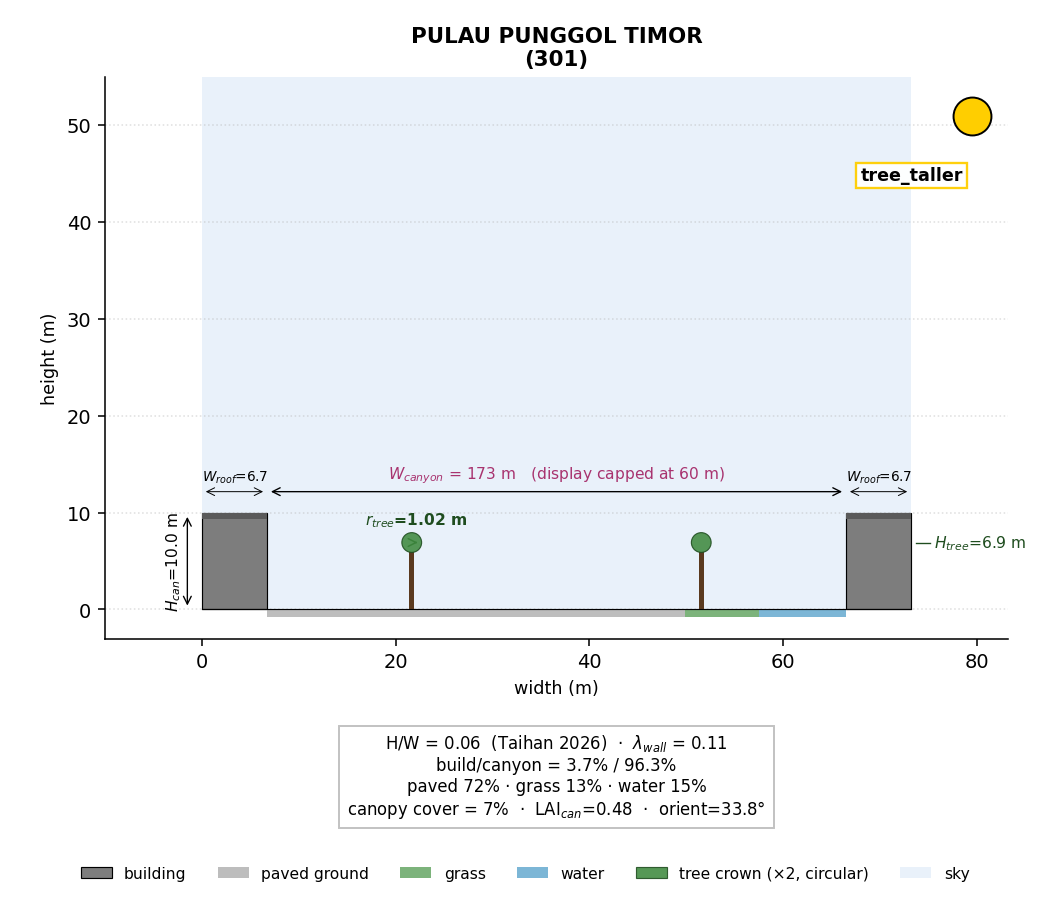 PULAU PUNGGOL TIMOR
(301)
tree_taller
50
40
30
20
10
0
height (m)
W_roof=6.7
W_canyon = 173 m (display capped at 60 m)
W_roof=6.7
r_tree=1.02 m
H_can=10.0 m
H_tree=6.9 m
0 20 40 60 80
width (m)
H/W = 0.06 (Taihan 2026) · λ_wall = 0.11
build/canyon = 3.7% / 96.3%
paved 72% · grass 13% · water 15%
canopy cover = 7% · LAI_can=0.48 · orient=33.8°
building paved ground grass water tree crown (×2, circular) sky